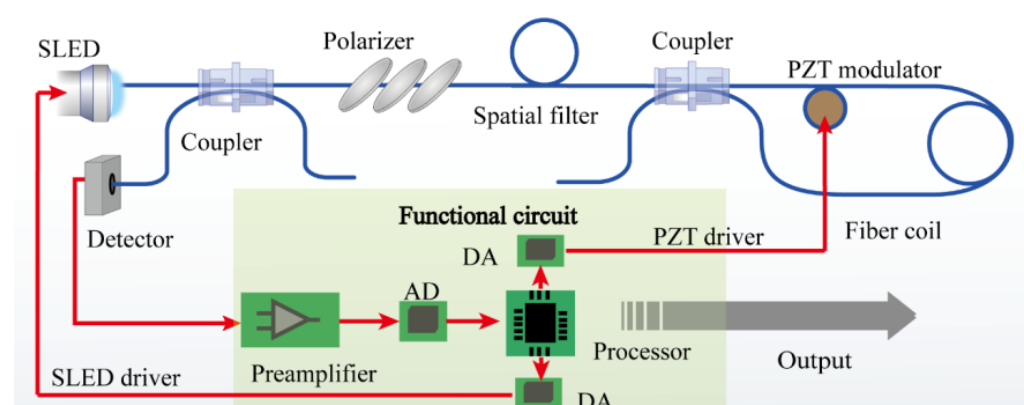 SLED
Polarizer
Coupler
PZT modulator
Spatial filter
Coupler
Detector
Functional circuit
Fiber coil
PZT driver
DA
AD
Processor
Output
Preamplifier
SLED driver
DA